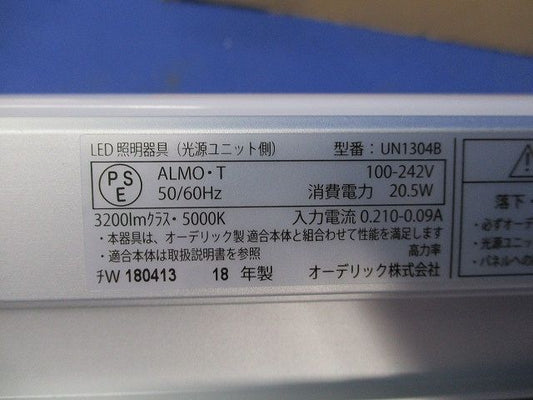 LED 照明器具（光源ユニット側） 型番：UN1304B
PSE ALMO・T 100-242V
50/60Hz 消費電力 20.5W
3200lmクラス・5000K 入力電流 0.210-0.09A
・本器具は、オーデリック製 適合本体と組合わせて性能を満足します
・適合本体は取扱説明書を参照 高力率
ﾁW 180413 18 年製 オーデリック株式会社
落下・
・必ずオーデ
・光源ユニッ
・パネルへの